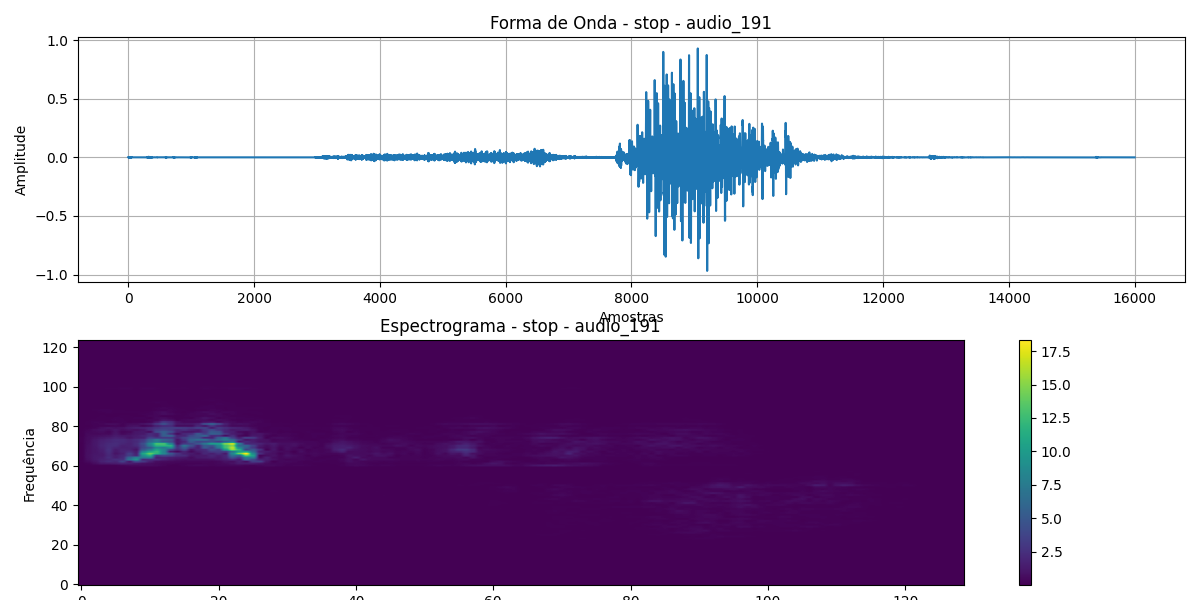 Forma de Onda - stop - audio_191
Amplitude
1.0
0.5
0.0
−0.5
−1.0
0 2000 4000 6000 8000 10000 12000 14000 16000
Amostras
Espectrograma - stop - audio_191
Frequência
120
100
80
60
40
20
0
0 20 40 60 80 100 120
17.5
15.0
12.5
10.0
7.5
5.0
2.5